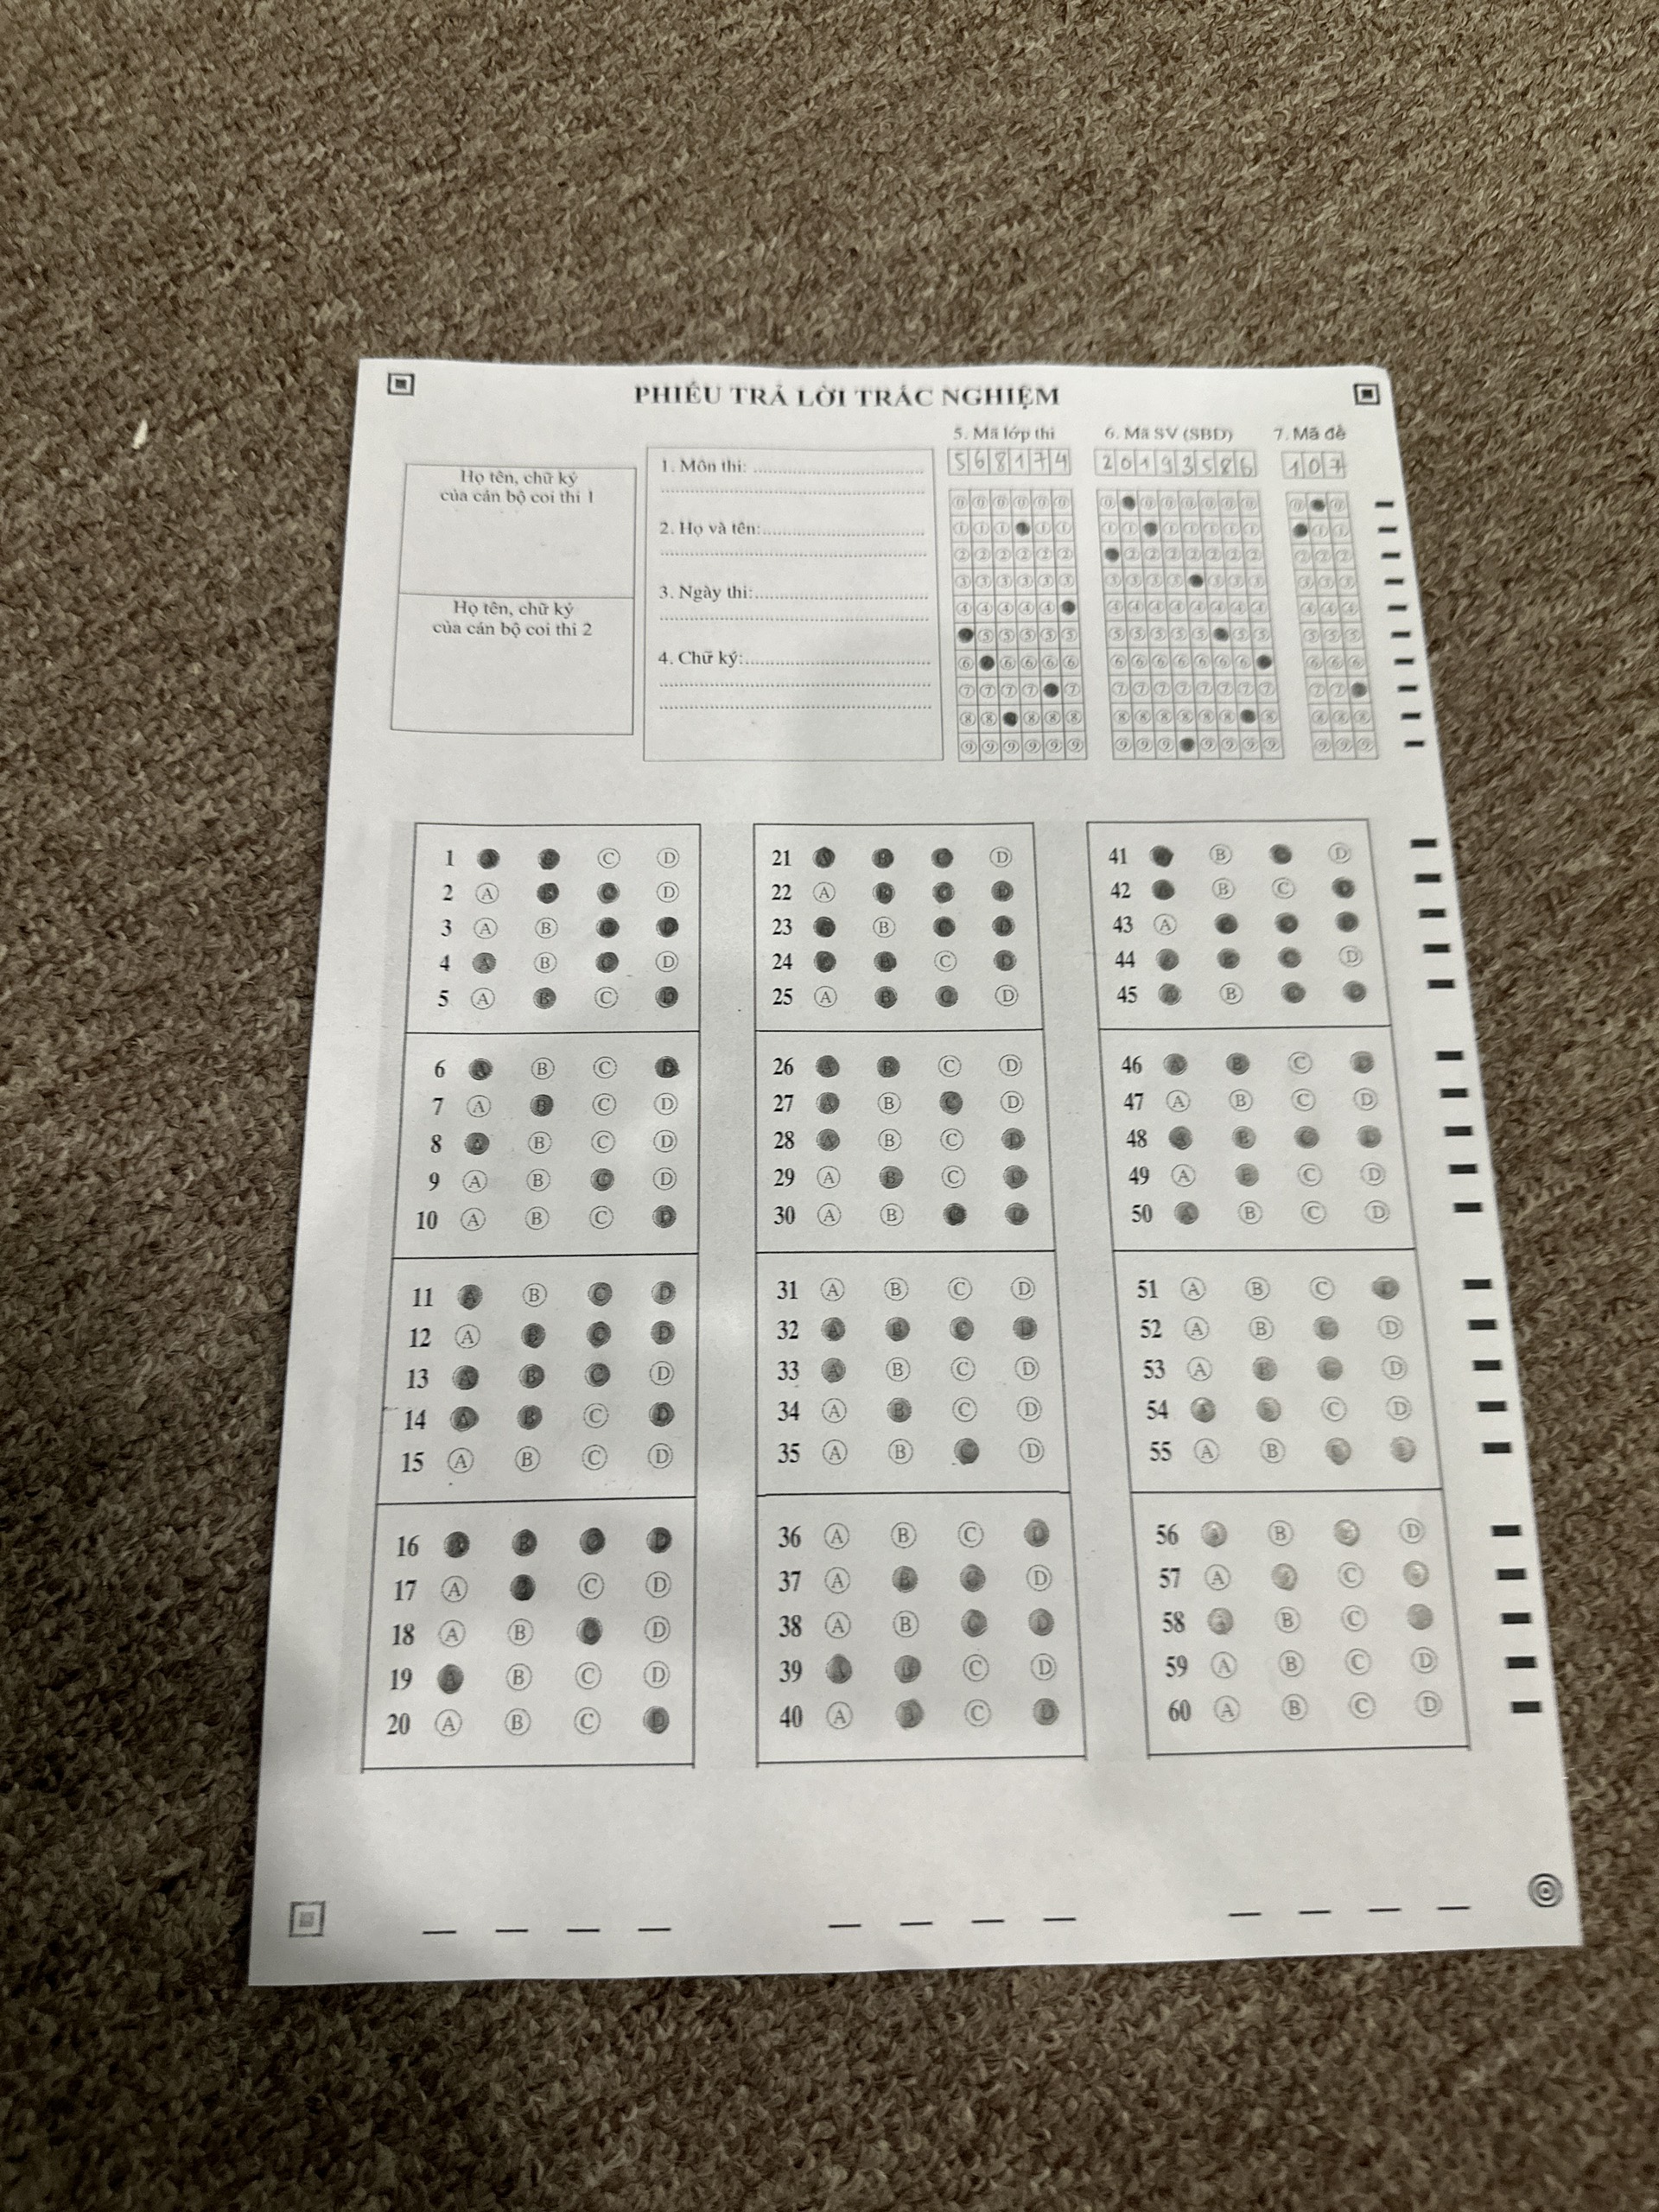 PHIẾU TRẢ LỜI TRẮC NGHIỆM
Họ tên, chữ ký
của cán bộ coi thi 1
Họ tên, chữ ký
của cán bộ coi thi 2
1. Môn thi:
2. Họ và tên:
3. Ngày thi:
4. Chữ ký:
5. Mã lớp thi
568174
6. Mã SV (SBD)
20193586
7. Mã đề
107
1 A B C D
2 A B C D
3 A B C D
4 A B C D
5 A B C D
6 A B C D
7 A B C D
8 A B C D
9 A B C D
10 A B C D
11 A B C D
12 A B C D
13 A B C D
14 A B C D
15 A B C D
16 A B C D
17 A B C D
18 A B C D
19 A B C D
20 A B C D
21 A B C D
22 A B C D
23 A B C D
24 A B C D
25 A B C D
26 A B C D
27 A B C D
28 A B C D
29 A B C D
30 A B C D
31 A B C D
32 A B C D
33 A B C D
34 A B C D
35 A B C D
36 A B C D
37 A B C D
38 A B C D
39 A B C D
40 A B C D
41 A B C D
42 A B C D
43 A B C D
44 A B C D
45 A B C D
46 A B C D
47 A B C D
48 A B C D
49 A B C D
50 A B C D
51 A B C D
52 A B C D
53 A B C D
54 A B C D
55 A B C D
56 A B C D
57 A B C D
58 A B C D
59 A B C D
60 A B C D